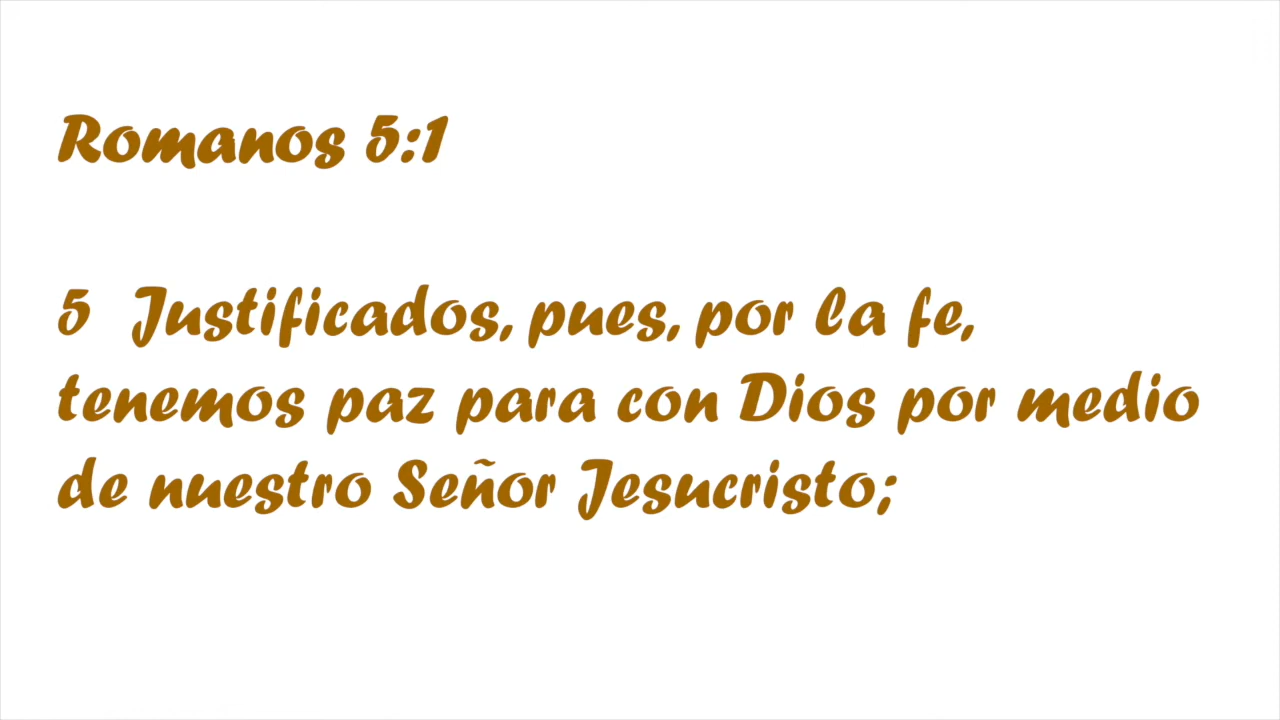 Romanos 5:1
5 Justificados, pues, por la fe,
tenemos paz para con Dios por medio
de nuestro Señor Jesucristo;